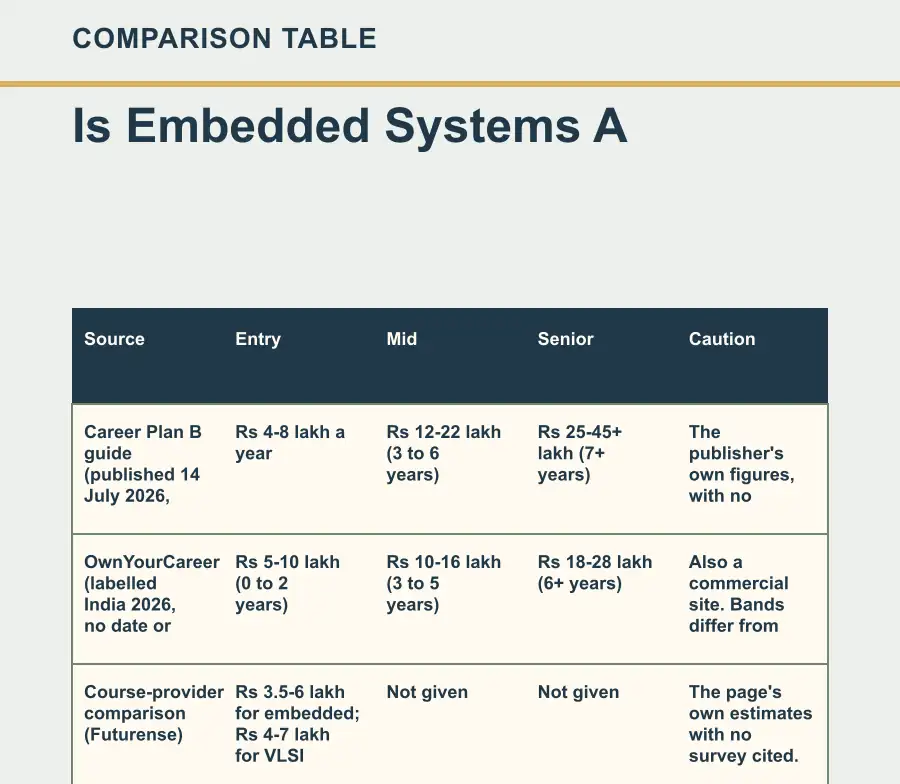 COMPARISON TABLE
Is Embedded Systems A
Source Entry Mid Senior Caution
Career Plan B
guide
(published 14
July 2026,
Rs 4-8 lakh a
year
Rs 12-22 lakh
(3 to 6
years)
Rs 25-45+
lakh (7+
years)
The
publisher's
own figures,
with no
OwnYourCareer
(labelled
India 2026,
no date or
Rs 5-10 lakh
(0 to 2
years)
Rs 10-16 lakh
(3 to 5
years)
Rs 18-28 lakh
(6+ years)
Also a
commercial
site. Bands
differ from
Course-provider
comparison
(Futurense)
Rs 3.5-6 lakh
for embedded;
Rs 4-7 lakh
for VLSI
Not given
Not given
The page's
own estimates
with no
survey cited.